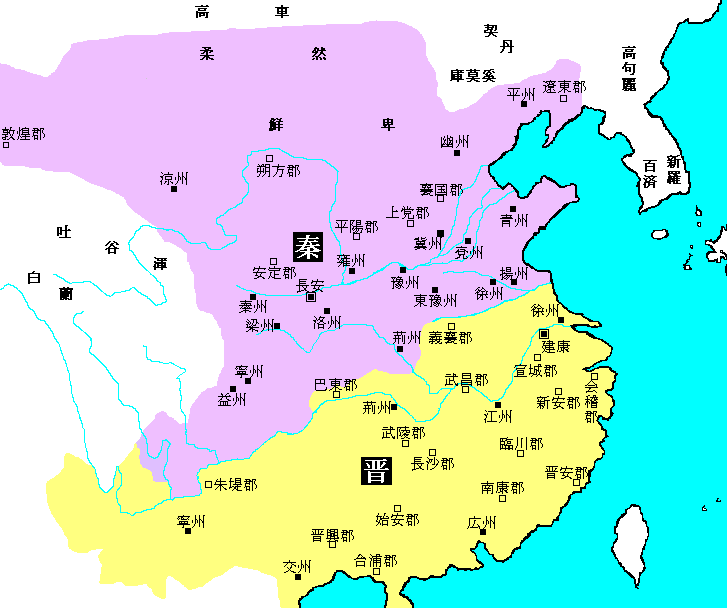 高車
契丹
柔然
庫莫奚
高句麗
平州
遼東郡
敦煌郡
鮮卑
幽州
朔方郡
新羅
百済
涼州
襄国郡
上党郡
青州
平陽郡
吐谷渾
秦
冀州
兗州
雍州
安定郡
白蘭
長安
豫州
東豫州
徐州
揚州
秦州
梁州
洛州
荊州
徐州
義襄郡
建康
宣城郡
寧州
益州
巴東郡
武昌郡
会稽郡
荊州
江州
新安郡
武陵郡
臨川郡
晋
長沙郡
晋安郡
朱堤郡
南康郡
寧州
始安郡
広州
晋興郡
合浦郡
交州